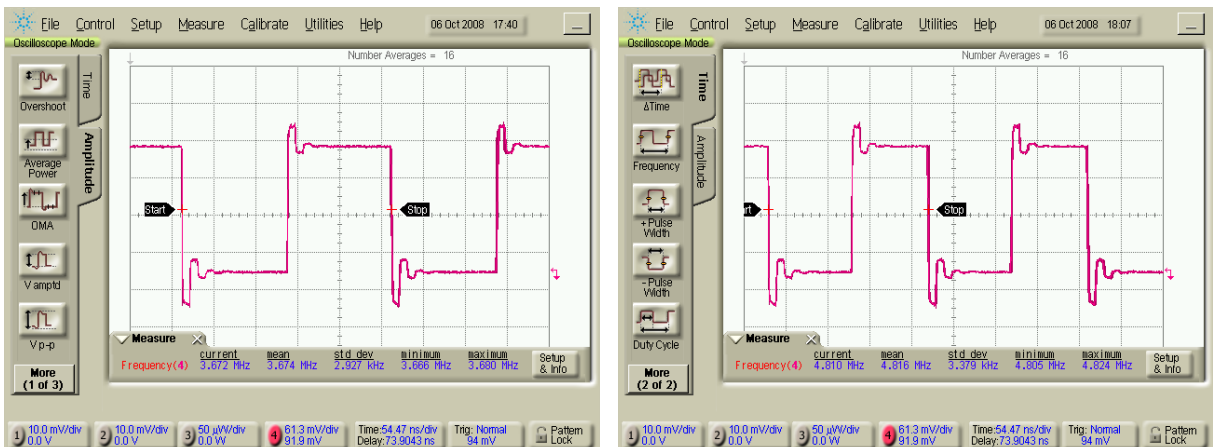 File Control Setup Measure Calibrate Utilities Help 06 Oct 2008 17:40
Oscilloscope Mode
Number Averages = 16
Time
Overshoot
Amplitude
Average
Power
OMA
Start
Stop
V amptd
V p-p
More
(1 of 3)
Measure
current mean std dev minimum maximum
Frequency(4) 3.672 MHz 3.674 MHz 2.927 kHz 3.666 MHz 3.680 MHz
Setup
& Info
1 10.0 mV/div 0.0 V
2 10.0 mV/div 0.0 V
3 50 µW/div 0.0 W
4 61.3 mV/div 91.9 mV
Time:54.47 ns/div
Delay:73.9043 ns
Trig: Normal
94 mV
Pattern
Lock
File Control Setup Measure Calibrate Utilities Help 06 Oct 2008 18:07
Oscilloscope Mode
Number Averages = 16
Time
ΔTime
Amplitude
Frequency
+ Pulse
Width
rt
Stop
- Pulse
Width
Duty Cycle
More
(2 of 2)
Measure
current mean std dev minimum maximum
Frequency(4) 4.810 MHz 4.816 MHz 3.379 kHz 4.805 MHz 4.824 MHz
Setup
& Info
1 10.0 mV/div 0.0 V
2 10.0 mV/div 0.0 V
3 50 µW/div 0.0 W
4 61.3 mV/div 91.9 mV
Time:54.47 ns/div
Delay:73.9043 ns
Trig: Normal
94 mV
Pattern
Lock